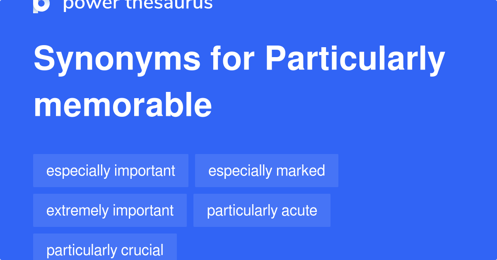 power thesaurus
Synonyms for Particularly
memorable
especially important especially marked
extremely important particularly acute
particularly crucial